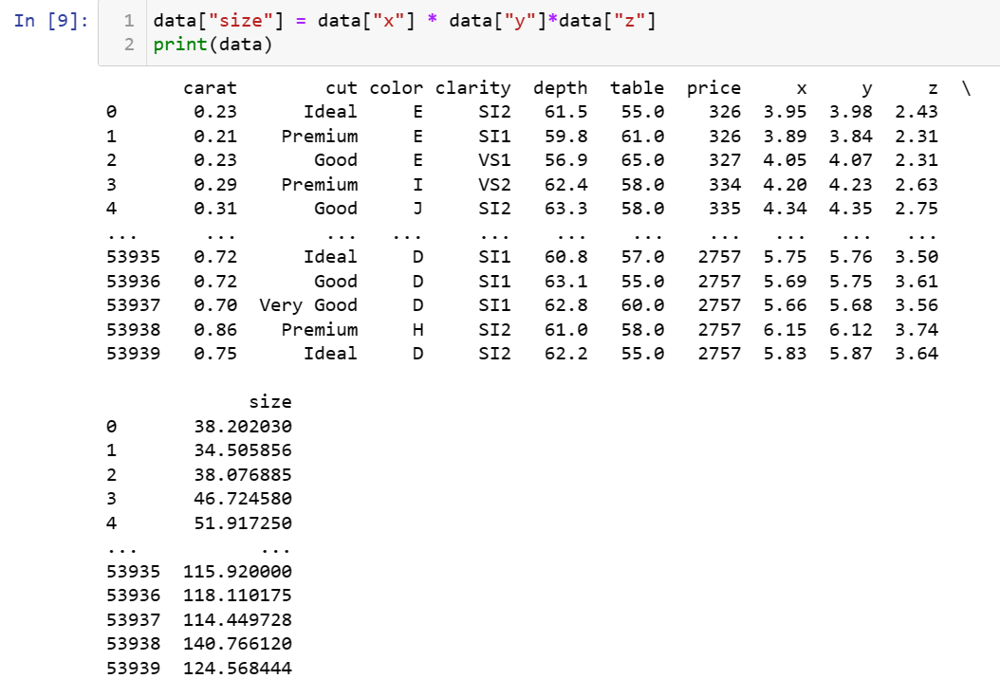 In [9]: 1 data["size"] = data["x"] * data["y"]*data["z"]
2 print(data)
carat cut color clarity depth table price x y z \
0 0.23 Ideal E SI2 61.5 55.0 326 3.95 3.98 2.43
1 0.21 Premium E SI1 59.8 61.0 326 3.89 3.84 2.31
2 0.23 Good E VS1 56.9 65.0 327 4.05 4.07 2.31
3 0.29 Premium I VS2 62.4 58.0 334 4.20 4.23 2.63
4 0.31 Good J SI2 63.3 58.0 335 4.34 4.35 2.75
... ... ... ... ... ... ... ... ... ... ...
53935 0.72 Ideal D SI1 60.8 57.0 2757 5.75 5.76 3.50
53936 0.72 Good D SI1 63.1 55.0 2757 5.69 5.75 3.61
53937 0.70 Very Good D SI1 62.8 60.0 2757 5.66 5.68 3.56
53938 0.86 Premium H SI2 61.0 58.0 2757 6.15 6.12 3.74
53939 0.75 Ideal D SI2 62.2 55.0 2757 5.83 5.87 3.64
size
0 38.202030
1 34.505856
2 38.076885
3 46.724580
4 51.917250
... ...
53935 115.920000
53936 118.110175
53937 114.449728
53938 140.766120
53939 124.568444